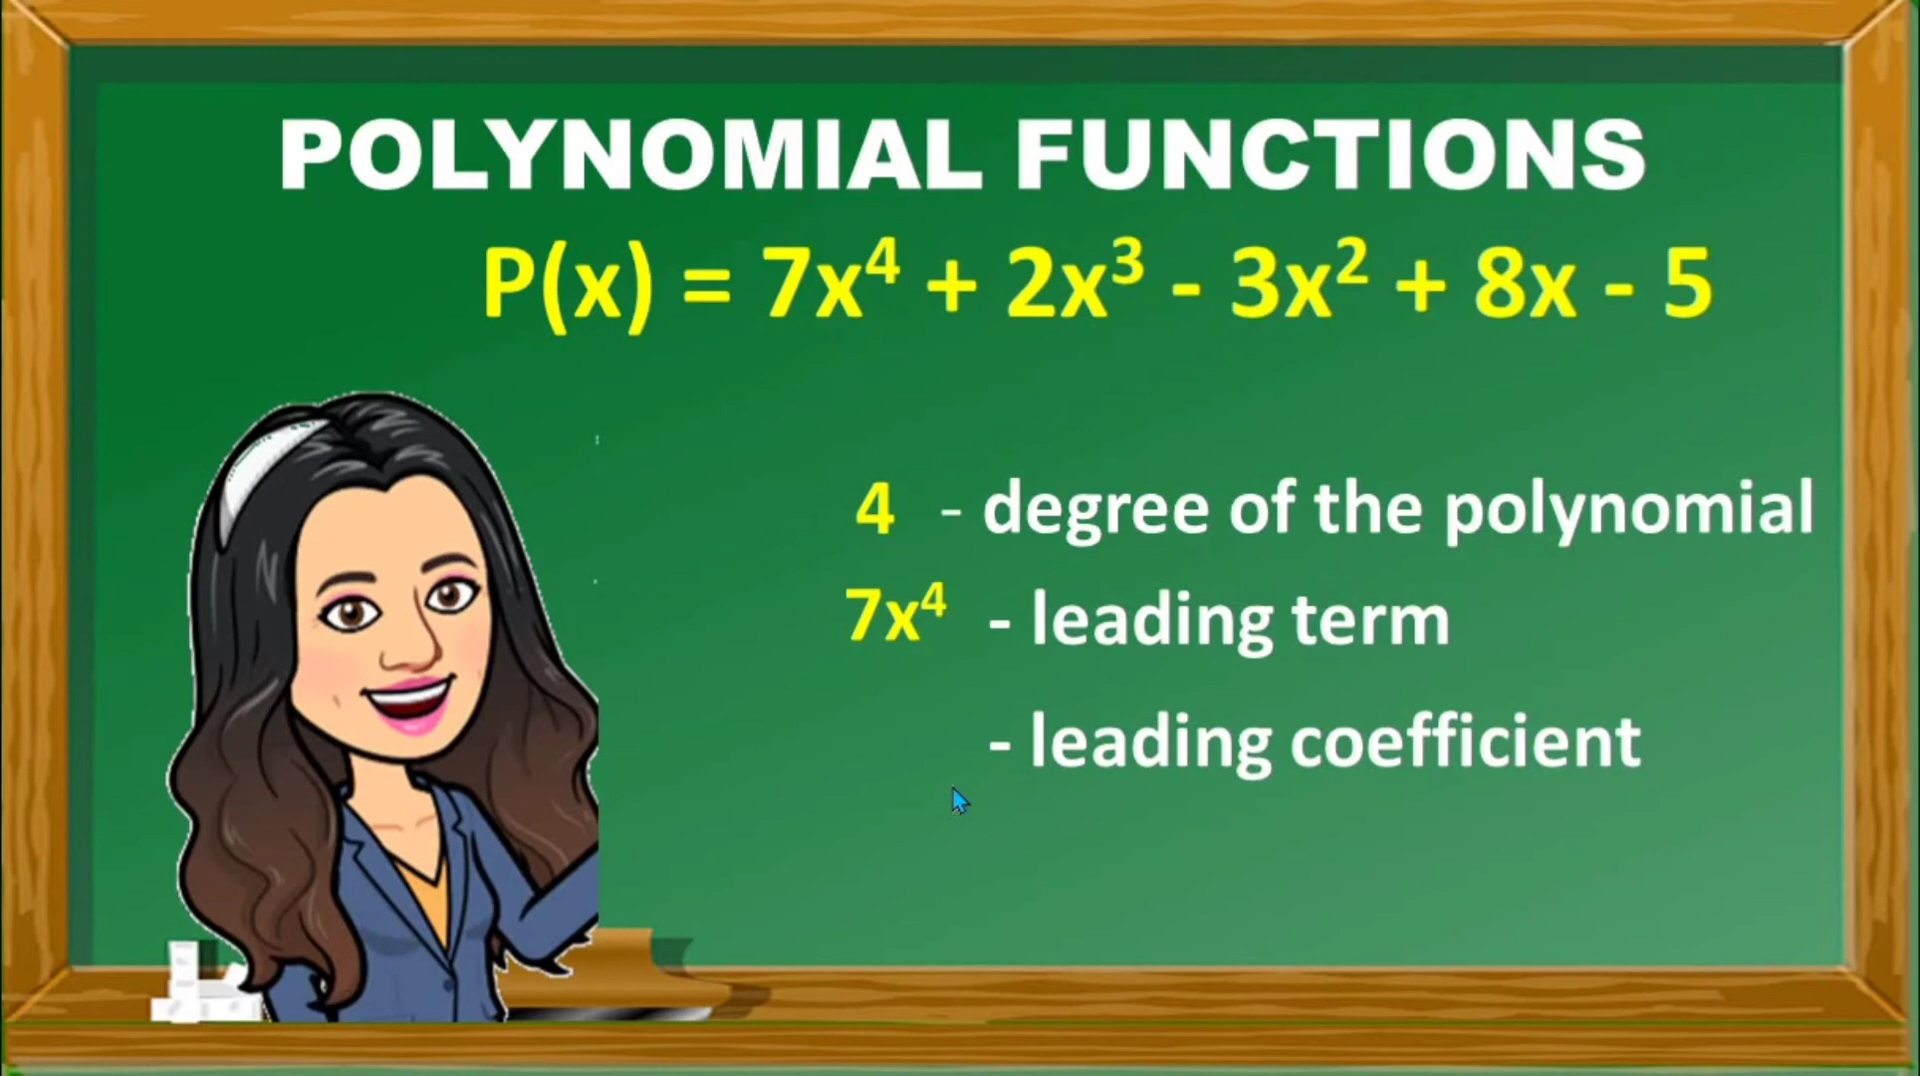 POLYNOMIAL FUNCTIONS
P(x) = 7x⁴ + 2x³ - 3x² + 8x - 5
4 - degree of the polynomial
7x⁴ - leading term
- leading coefficient